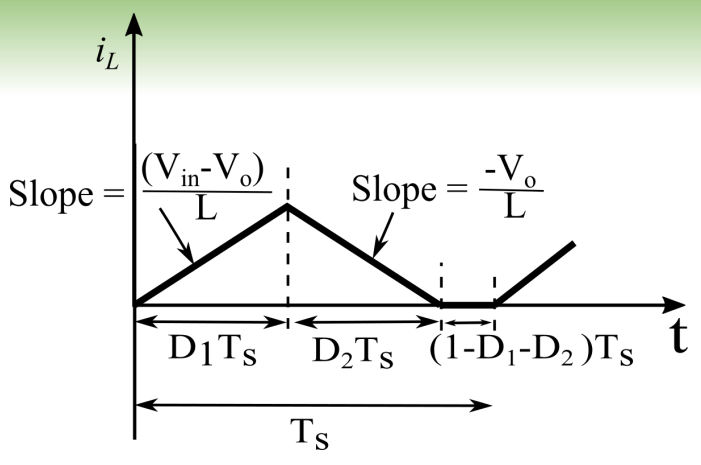 i_L
Slope = (V_in-V_o)/L
Slope = -V_o/L
D_1T_S
D_2T_S
(1-D_1-D_2)T_S
t
T_S